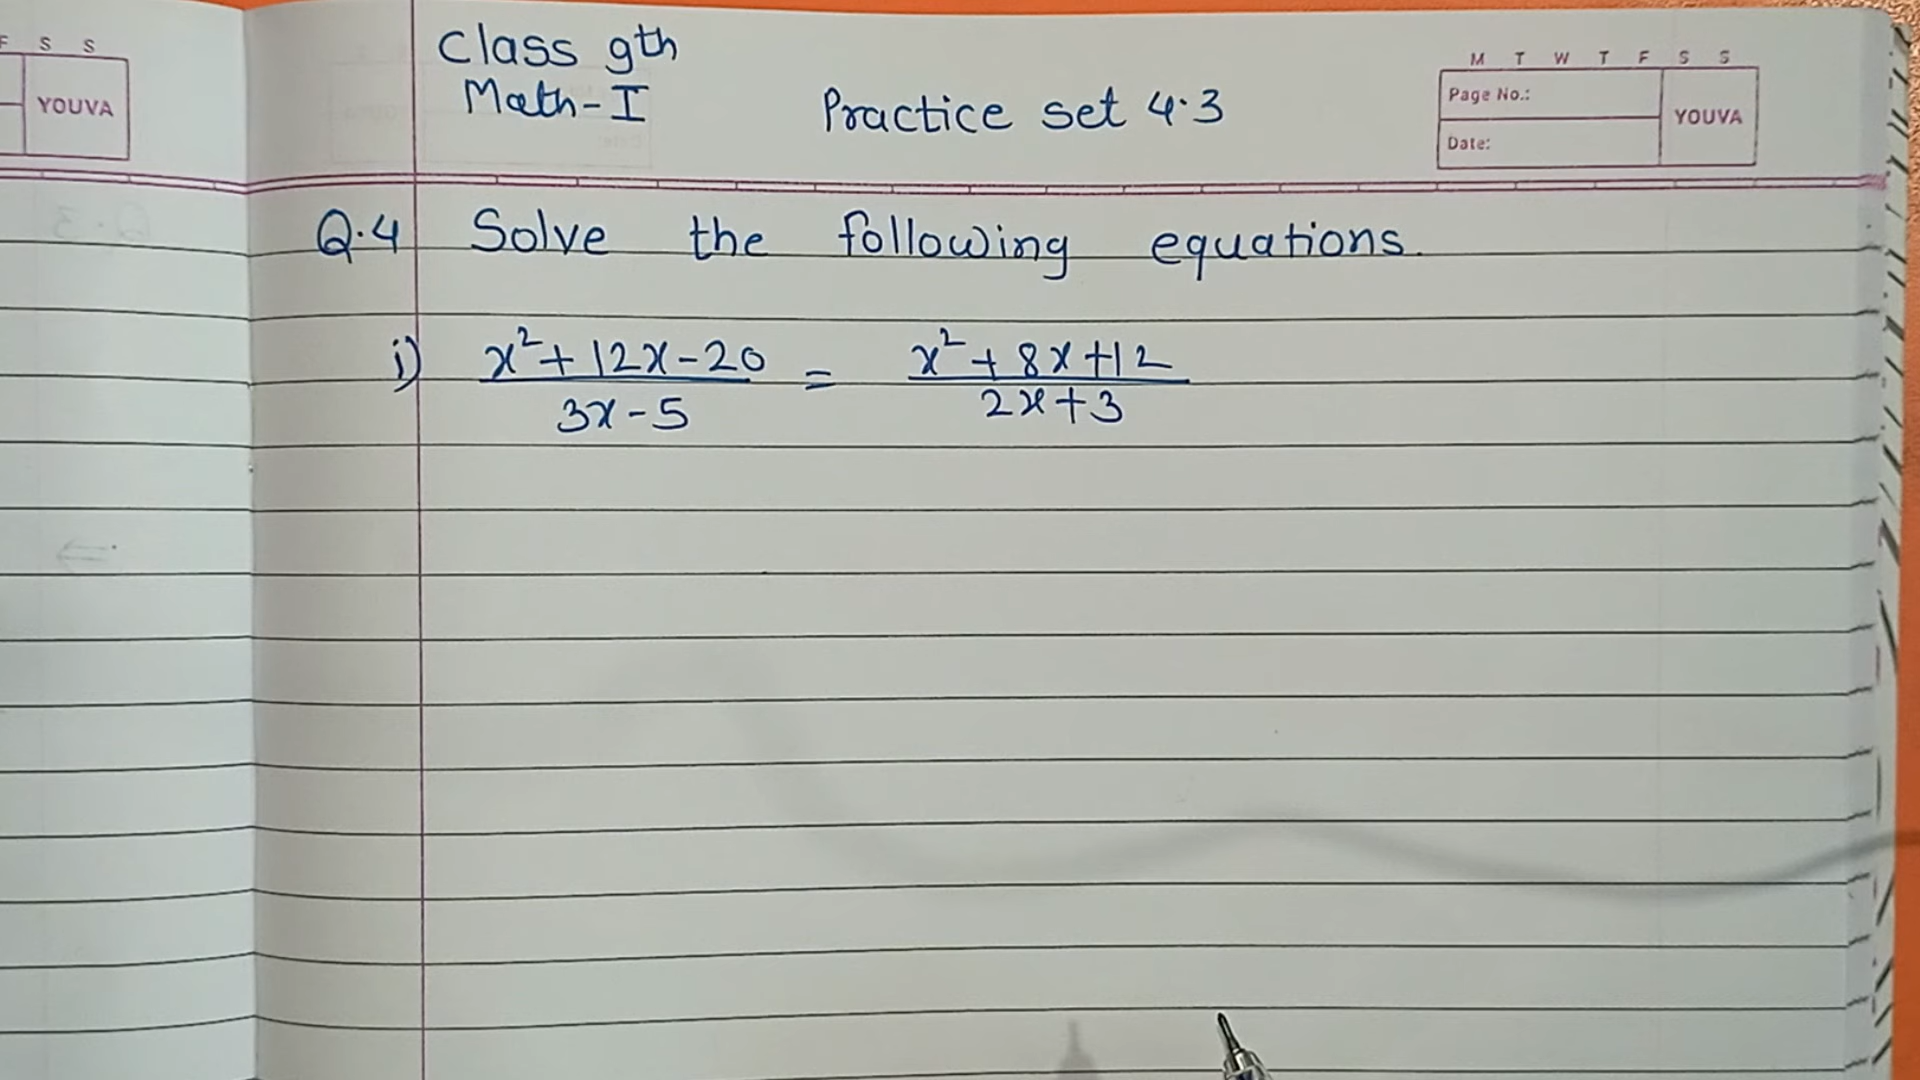 F S S
YOUVA
Class 9th
Math-I
Practice set 4.3
M T W T F S S
Page No.:
Date:
YOUVA
Q.4 Solve the following equations.
i) x²+12x-20 = x²+8x+12
3x-5 2x+3